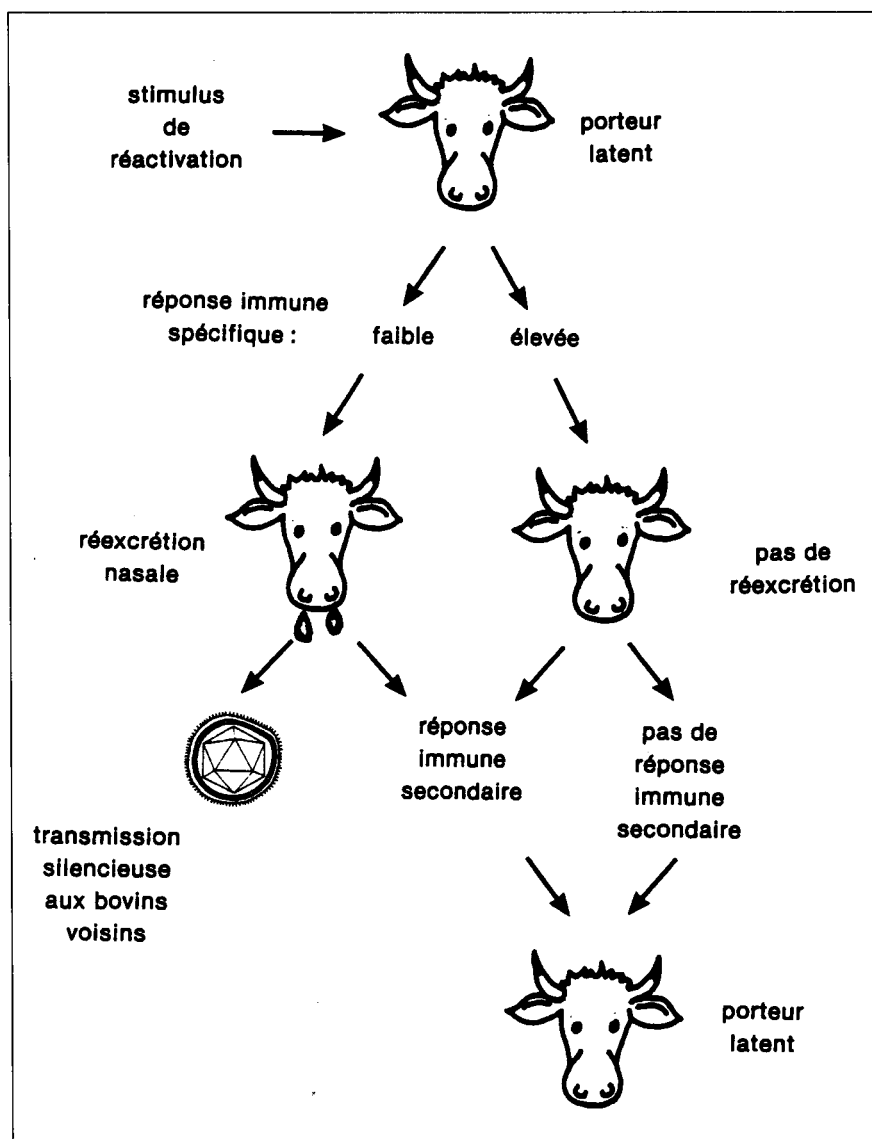 stimulus
de
réactivation
porteur
latent
réponse immune
spécifique :
faible
élevée
réexcrétion
nasale
pas de
réexcrétion
réponse
immune
secondaire
pas de
réponse
immune
secondaire
transmission
silencieuse
aux bovins
voisins
porteur
latent